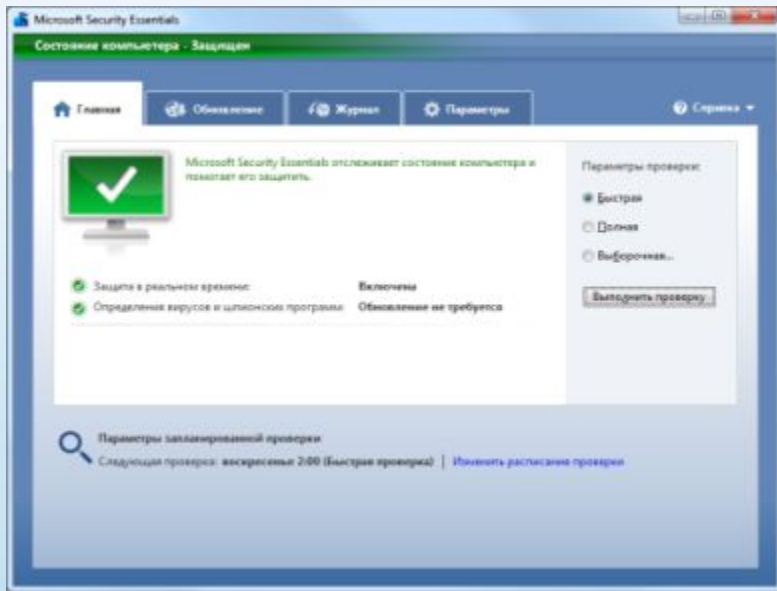 Microsoft Security Essentials
Состояние компьютера - Защищен
Главная
Обновление
Журнал
Параметры
Справка
Microsoft Security Essentials отслеживает состояние компьютера и
помогает его защитить.
Параметры проверки:
Быстрая
Полная
Выборочная...
Выполнить проверку
Защита в реальном времени: Включена
Определения вирусов и шпионских программ: Обновление не требуется
Параметры запланированной проверки
Следующая проверка: воскресенье 2:00 (Быстрая проверка) | Изменить расписание проверки